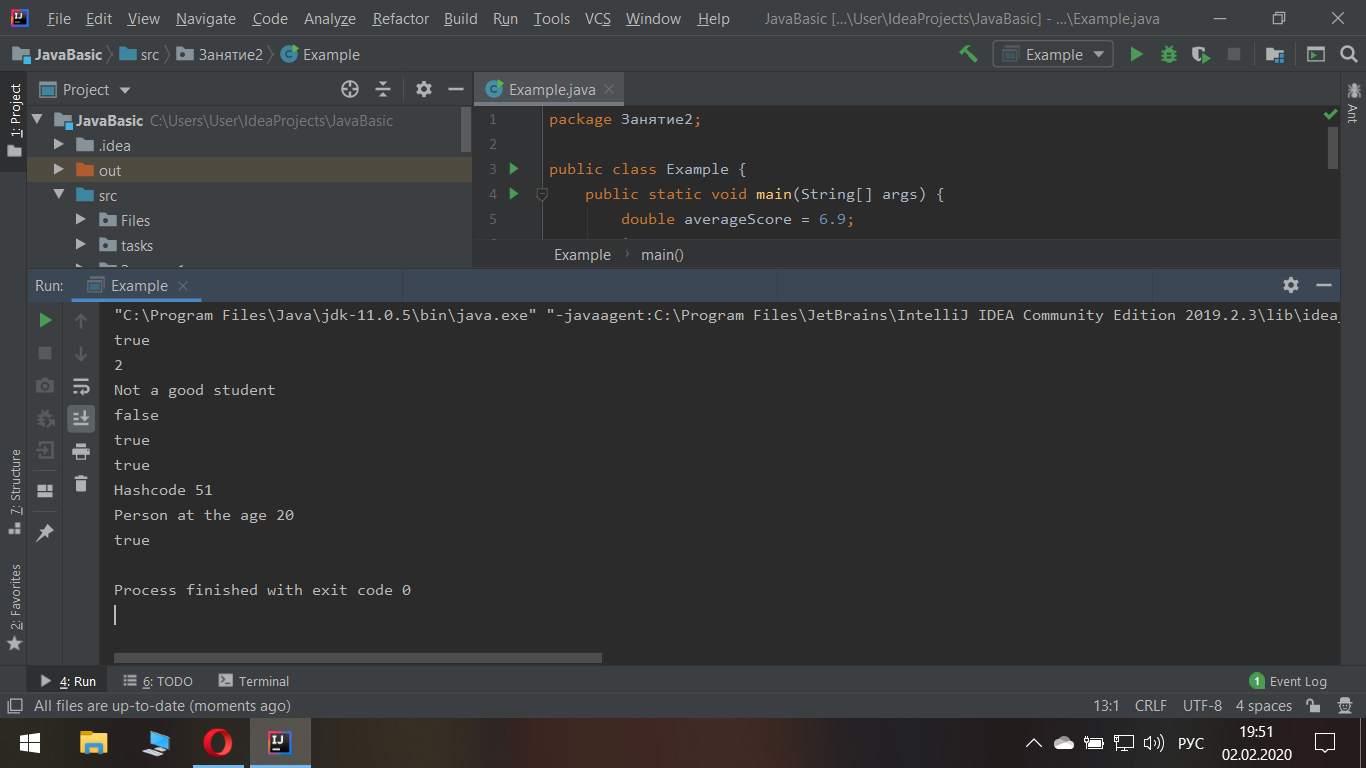 File Edit View Navigate Code Analyze Refactor Build Run Tools VCS Window Help JavaBasic [...\User\IdeaProjects\JavaBasic] - ...\Example.java
JavaBasic src Занятие2 Example Example
1: Project
Project
Example.java
Ant
JavaBasic C:\Users\User\IdeaProjects\JavaBasic
.idea
out
src
Files
tasks
1 package Занятие2;
2
3 public class Example {
4 public static void main(String[] args) {
5 double averageScore = 6.9;
Example main()
Run: Example
"C:\Program Files\Java\jdk-11.0.5\bin\java.exe" "-javaagent:C:\Program Files\JetBrains\IntelliJ IDEA Community Edition 2019.2.3\lib\idea_
true
2
Not a good student
false
true
true
Hashcode 51
Person at the age 20
true
Process finished with exit code 0
7: Structure
2: Favorites
4: Run 6: TODO Terminal 1 Event Log
All files are up-to-date (moments ago) 13:1 CRLF UTF-8 4 spaces
РУС 19:51
02.02.2020